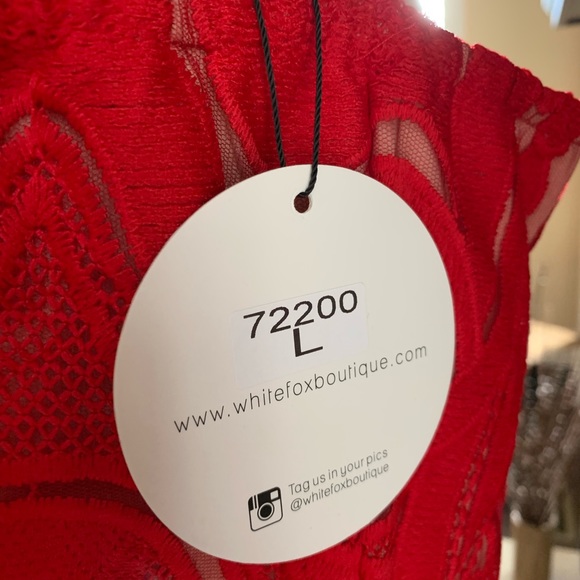 72200
L
www.whitefoxboutique.com
Tag us in your pics
@whitefoxboutique